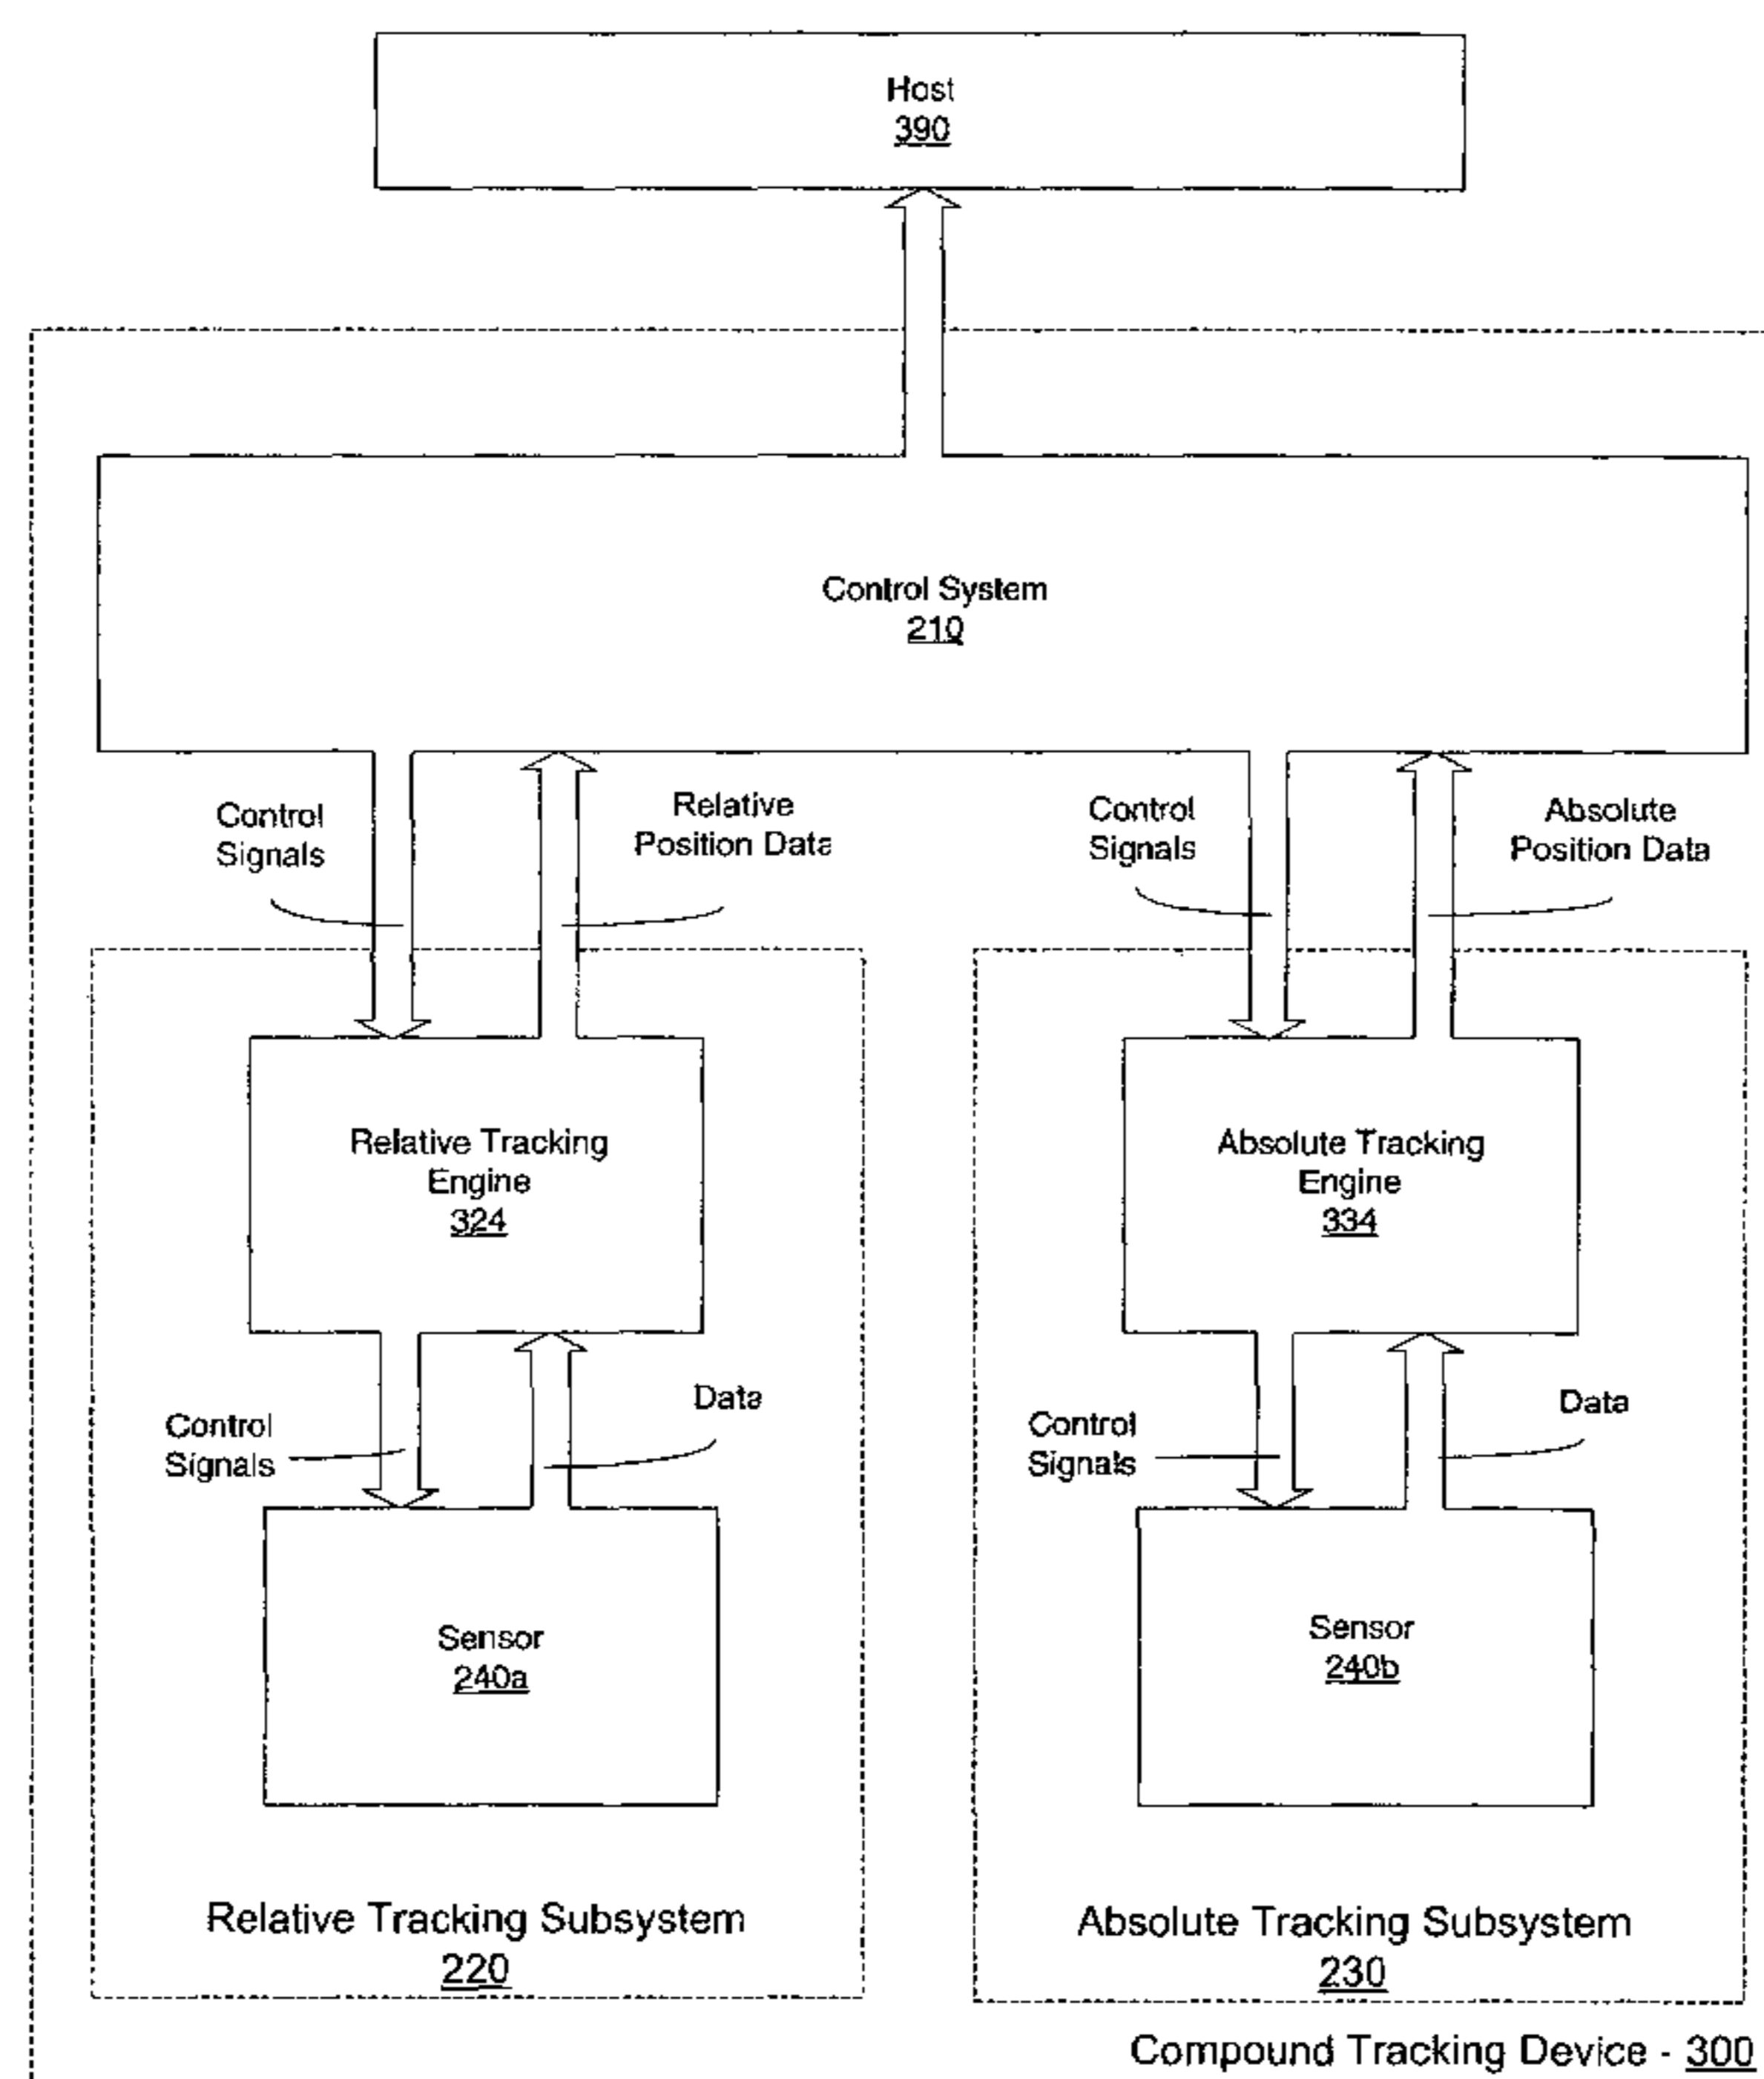 Host
390
Control System
210
Control
Signals
Relative
Position Data
Control
Signals
Absolute
Position Data
Relative Tracking
Engine
324
Absolute Tracking
Engine
334
Control
Signals
Data
Control
Signals
Data
Sensor
240a
Sensor
240b
Relative Tracking Subsystem
220
Absolute Tracking Subsystem
230
Compound Tracking Device - 300